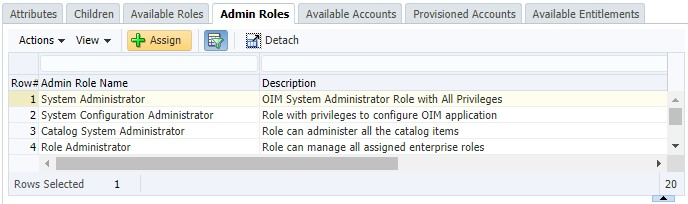 Attributes Children Available Roles Admin Roles Available Accounts Provisioned Accounts Available Entitlements
Actions View Assign Detach
Row# Admin Role Name Description
1 System Administrator OIM System Administrator Role with All Privileges
2 System Configuration Administrator Role with privileges to configure OIM application
3 Catalog System Administrator Role can administer all the catalog items
4 Role Administrator Role can manage all assigned enterprise roles
Rows Selected 1 20